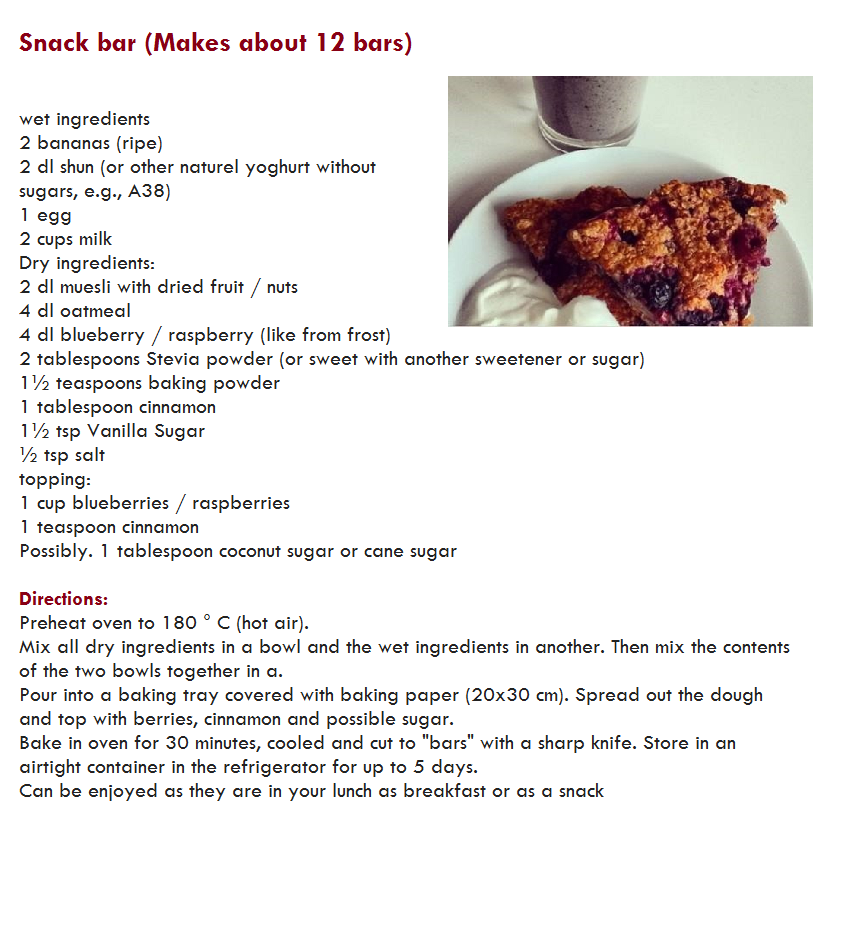 Snack bar (Makes about 12 bars)
wet ingredients
2 bananas (ripe)
2 dl shun (or other naturel yoghurt without
sugars, e.g., A38)
1 egg
2 cups milk
Dry ingredients:
2 dl muesli with dried fruit / nuts
4 dl oatmeal
4 dl blueberry / raspberry (like from frost)
2 tablespoons Stevia powder (or sweet with another sweetener or sugar)
1½ teaspoons baking powder
1 tablespoon cinnamon
1½ tsp Vanilla Sugar
½ tsp salt
topping:
1 cup blueberries / raspberries
1 teaspoon cinnamon
Possibly. 1 tablespoon coconut sugar or cane sugar
Directions:
Preheat oven to 180 ° C (hot air).
Mix all dry ingredients in a bowl and the wet ingredients in another. Then mix the contents
of the two bowls together in a.
Pour into a baking tray covered with baking paper (20x30 cm). Spread out the dough
and top with berries, cinnamon and possible sugar.
Bake in oven for 30 minutes, cooled and cut to "bars" with a sharp knife. Store in an
airtight container in the refrigerator for up to 5 days.
Can be enjoyed as they are in your lunch as breakfast or as a snack